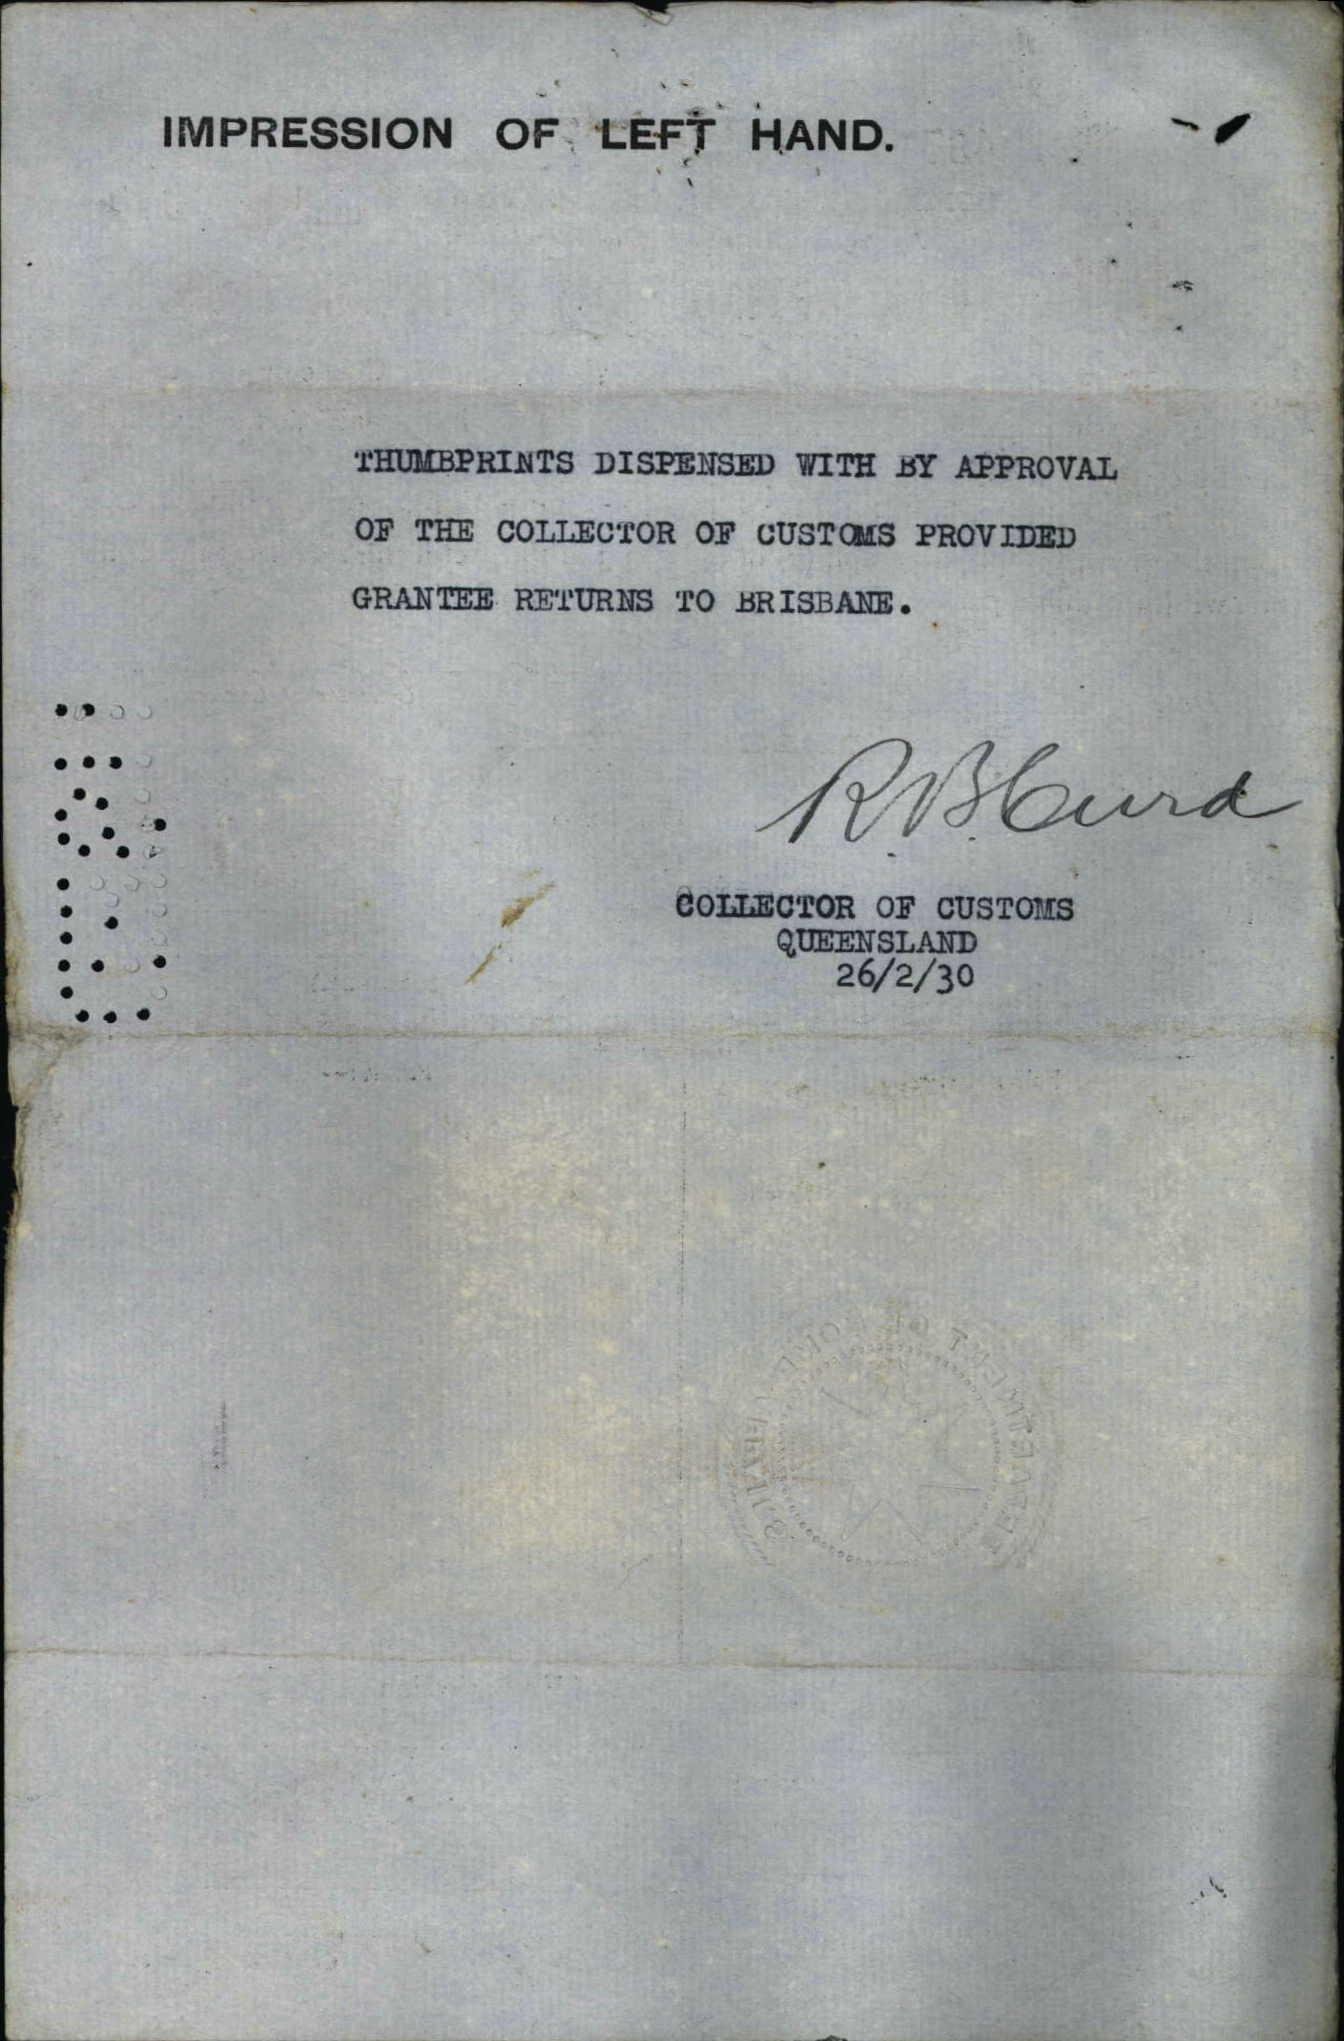 IMPRESSION OF LEFT HAND.
THUMBPRINTS DISPENSED WITH BY APPROVAL
OF THE COLLECTOR OF CUSTOMS PROVIDED
GRANTEE RETURNS TO BRISBANE.
R B Curd
COLLECTOR OF CUSTOMS
QUEENSLAND
26/2/30